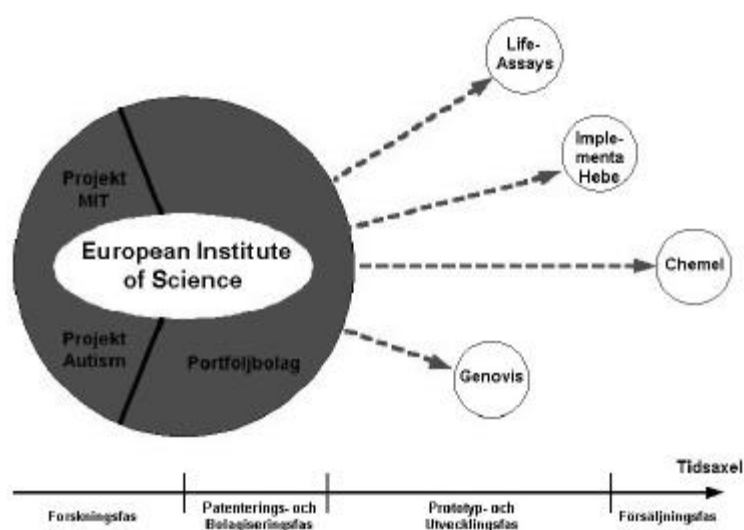 Life-
Assays
Imple-
menta
Hebe
Projekt
MIT
European Institute
of Science
Chemel
Projekt
Autism
Portföljbolag
Genovis
Tidsaxel
Forskningsfas
Patenterings- och
Bolagiseringsfas
Prototyp- och
Utvecklingsfas
Försäljningsfas